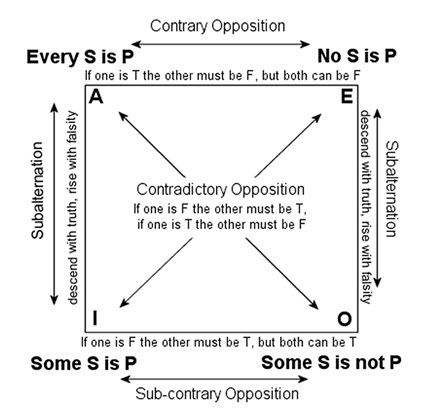 Contrary Opposition
Every S is P
No S is P
If one is T the other must be F, but both can be F
A
E
Subalternation
descend with truth, rise with falsity
Contradictory Opposition
If one is F the other must be T,
if one is T the other must be F
descend with truth, rise with falsity
Subalternation
I
O
If one is F the other must be T, but both can be T
Some S is P
Some S is not P
Sub-contrary Opposition